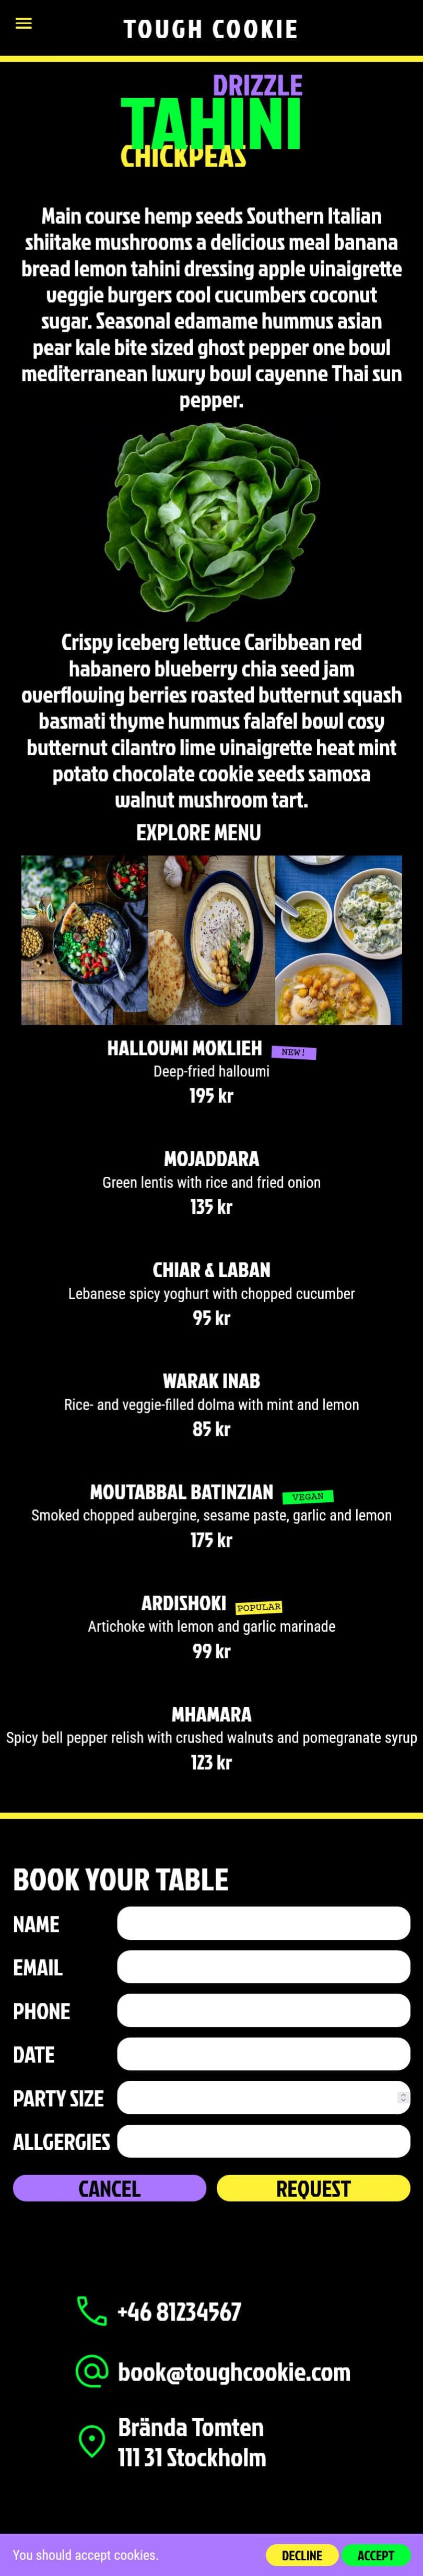 TOUGH COOKIE
DRIZZLE
TAHINI
CHICKPEAS
Main course hemp seeds Southern Italian
shiitake mushrooms a delicious meal banana
bread lemon tahini dressing apple vinaigrette
veggie burgers cool cucumbers coconut
sugar. Seasonal edamame hummus asian
pear kale bite sized ghost pepper one bowl
mediterranean luxury bowl cayenne Thai sun
pepper.
Crispy iceberg lettuce Caribbean red
habanero blueberry chia seed jam
overflowing berries roasted butternut squash
basmati thyme hummus falafel bowl cosy
butternut cilantro lime vinaigrette heat mint
potato chocolate cookie seeds samosa
walnut mushroom tart.
EXPLORE MENU
HALLOUMI MOKLIEH NEW!
Deep-fried halloumi
195 kr
MOJADDARA
Green lentis with rice and fried onion
135 kr
CHIAR & LABAN
Lebanese spicy yoghurt with chopped cucumber
95 kr
WARAK INAB
Rice- and veggie-filled dolma with mint and lemon
85 kr
MOUTABBAL BATINZIAN VEGAN
Smoked chopped aubergine, sesame paste, garlic and lemon
175 kr
ARDISHOKI POPULAR
Artichoke with lemon and garlic marinade
99 kr
MHAMARA
Spicy bell pepper relish with crushed walnuts and pomegranate syrup
123 kr
BOOK YOUR TABLE
NAME
EMAIL
PHONE
DATE
PARTY SIZE
ALLGERGIES
CANCEL REQUEST
+46 81234567
book@toughcookie.com
Brända Tomten
111 31 Stockholm
You should accept cookies. DECLINE ACCEPT